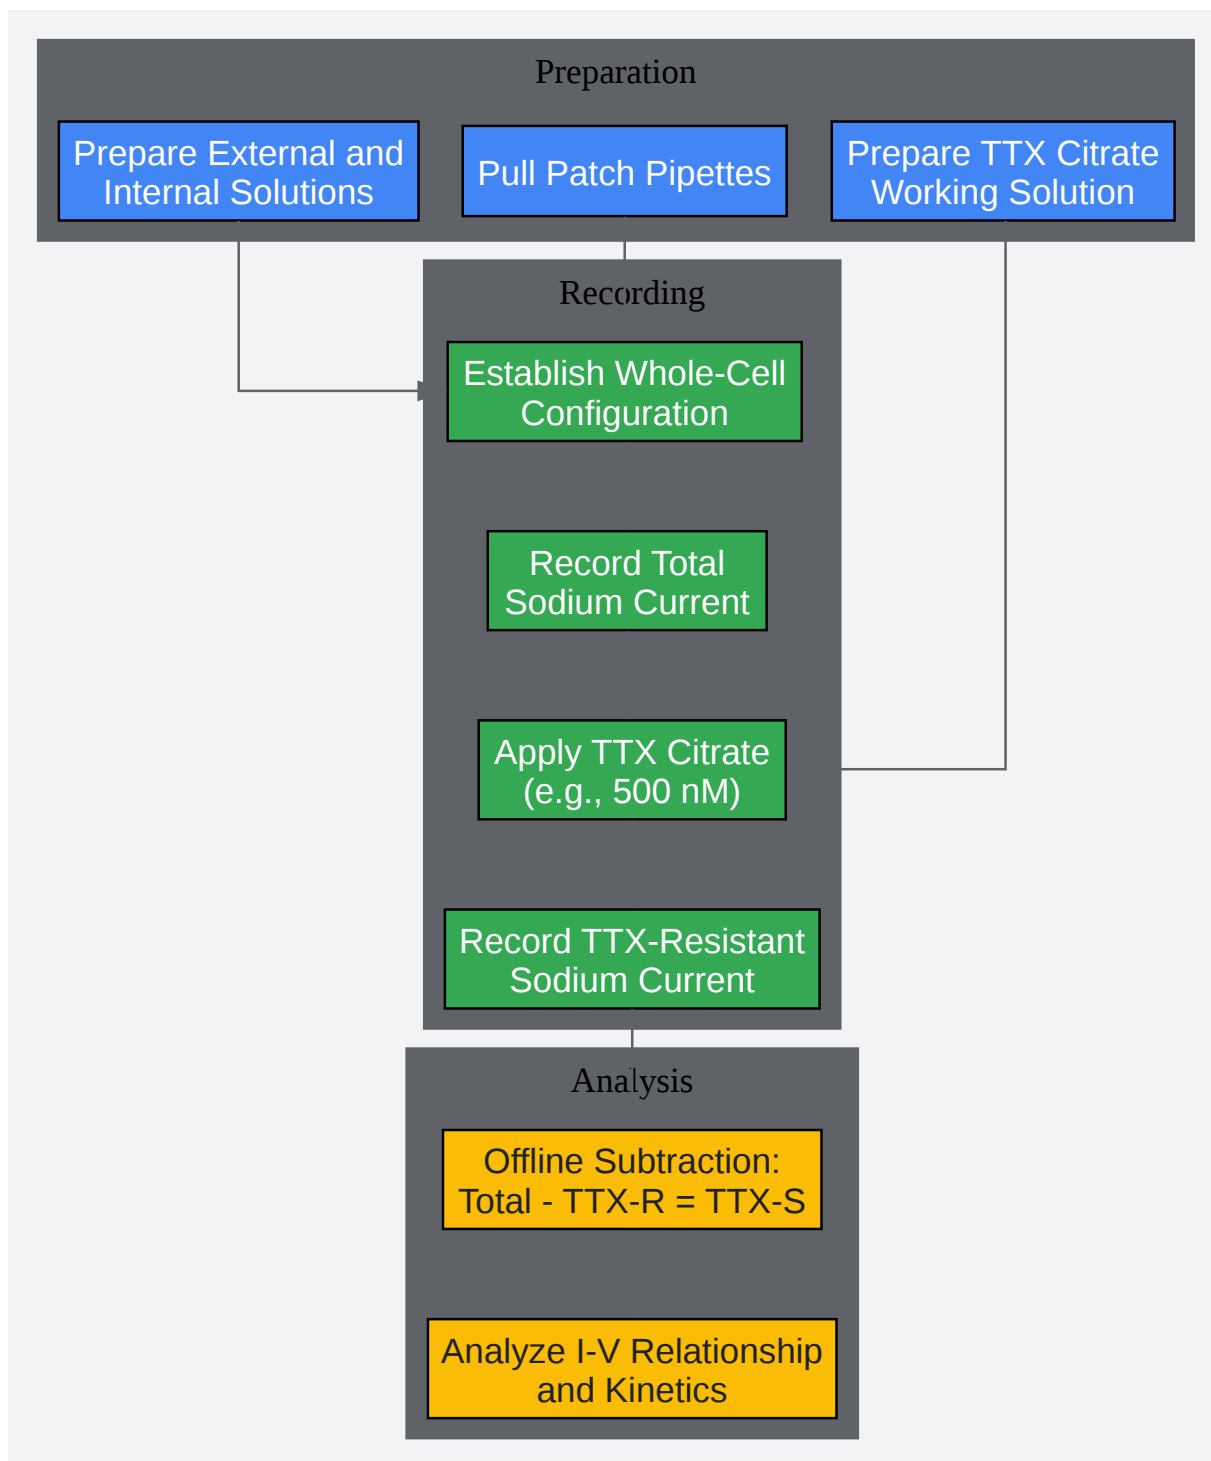 Preparation
Prepare External and
Internal Solutions
Pull Patch Pipettes
Prepare TTX Citrate
Working Solution
Recording
Establish Whole-Cell
Configuration
Record Total
Sodium Current
Apply TTX Citrate
(e.g., 500 nM)
Record TTX-Resistant
Sodium Current
Analysis
Offline Subtraction:
Total - TTX-R = TTX-S
Analyze I-V Relationship
and Kinetics